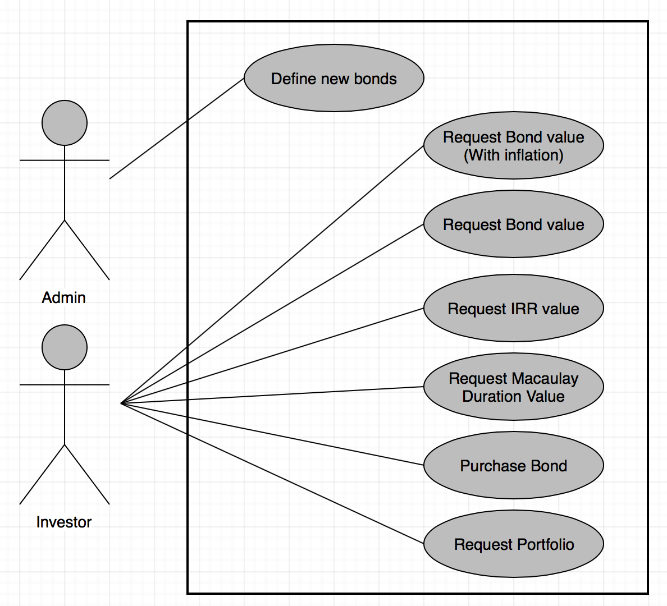 Define new bonds
Request Bond value
(With inflation)
Request Bond value
Admin
Request IRR value
Request Macaulay
Duration Value
Purchase Bond
Investor
Request Portfolio